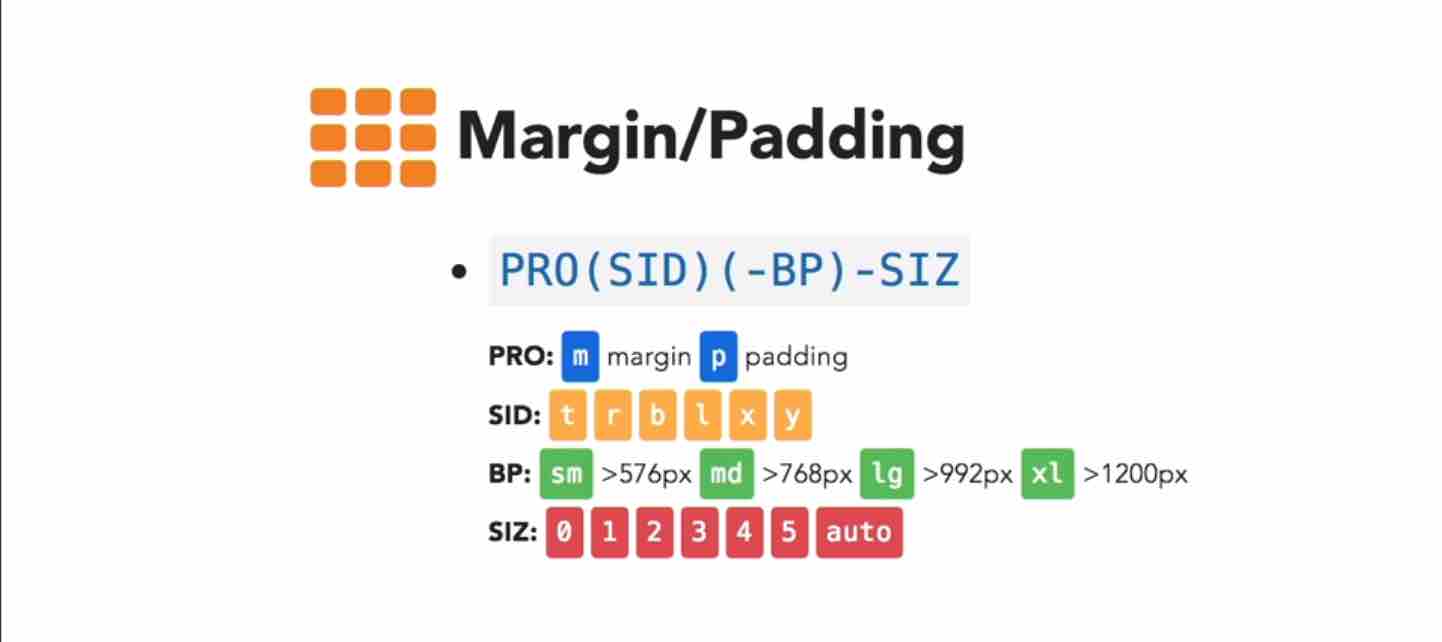 Margin/Padding
• PRO(SID)(-BP)-SIZ
PRO: m margin p padding
SID: t r b l x y
BP: sm >576px md >768px lg >992px xl >1200px
SIZ: 0 1 2 3 4 5 auto